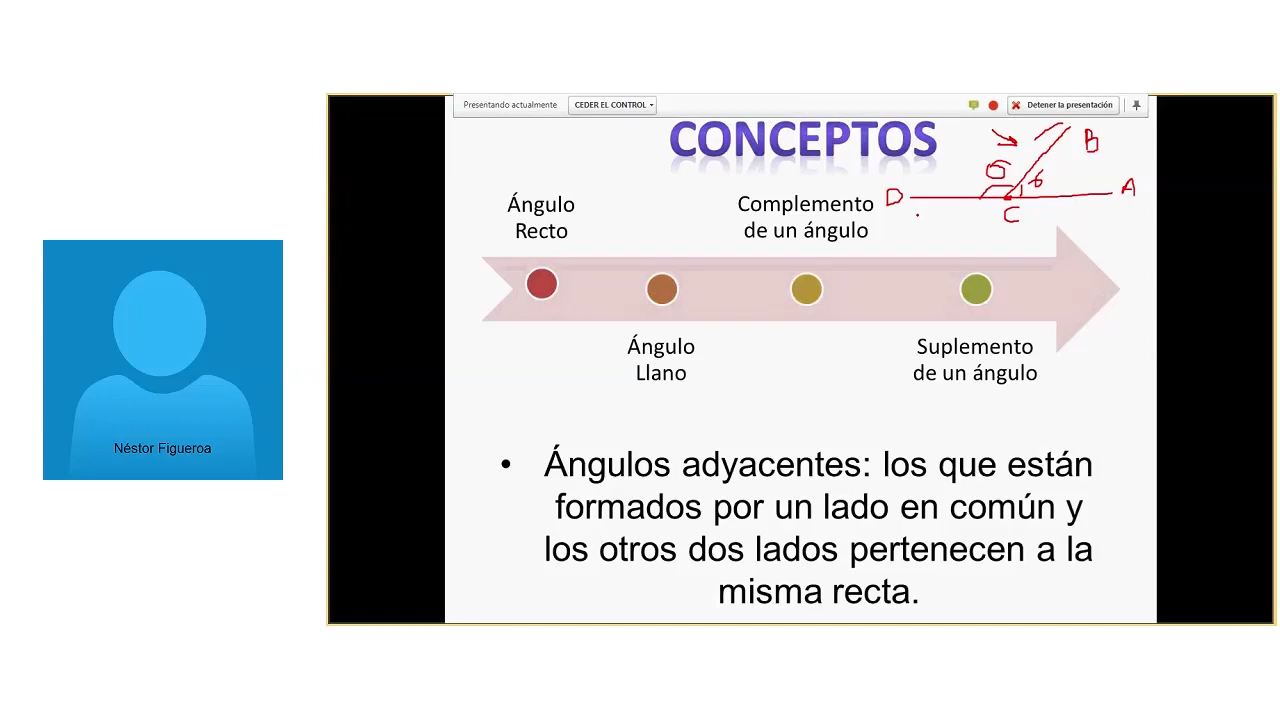 Presentando actualmente
CEDER EL CONTROL
Detener la presentación
CONCEPTOS
B
D
A
C
Ángulo
Recto
Complemento
de un ángulo
Ángulo
Llano
Suplemento
de un ángulo
Néstor Figueroa
• Ángulos adyacentes: los que están
formados por un lado en común y
los otros dos lados pertenecen a la
misma recta.